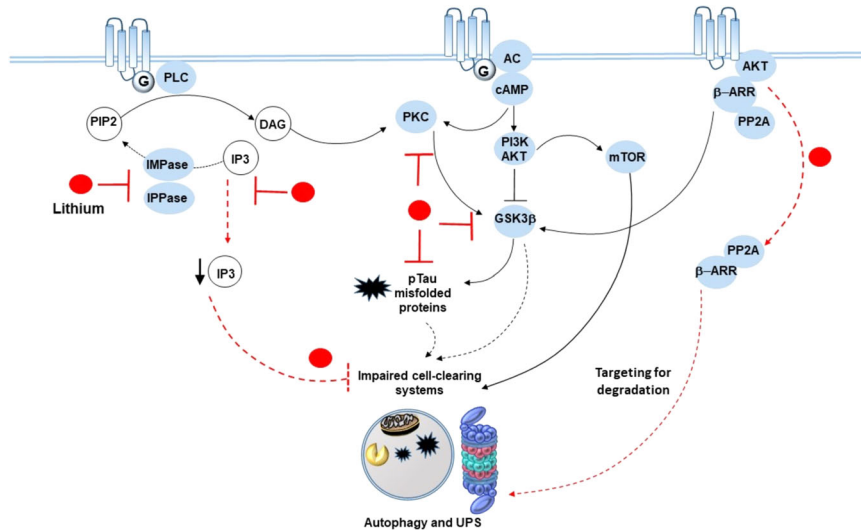 G
PLC
PIP2
DAG
IMPase
IP3
IPPase
Lithium
IP3
AC
G
cAMP
PKC
PI3K
AKT
mTOR
GSK3β
pTau
misfolded
proteins
Impaired cell-clearing
systems
Autophagy and UPS
AKT
β–ARR
PP2A
PP2A
β–ARR
Targeting for
degradation